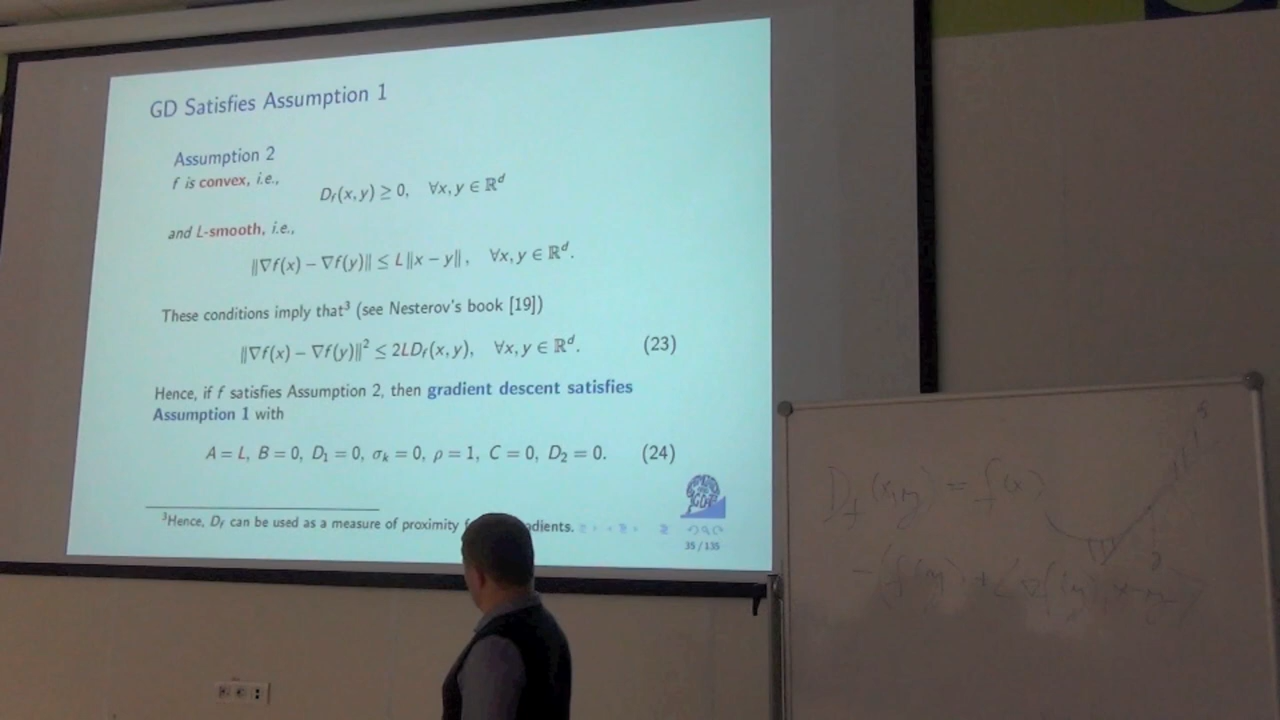 GD Satisfies Assumption 1
Assumption 2
f is convex, i.e.,
D_f(x, y) ≥ 0, ∀x, y ∈ ℝ^d
and L-smooth, i.e.,
‖∇f(x) − ∇f(y)‖ ≤ L‖x − y‖, ∀x, y ∈ ℝ^d.
These conditions imply that³ (see Nesterov's book [19])
‖∇f(x) − ∇f(y)‖² ≤ 2LD_f(x, y), ∀x, y ∈ ℝ^d. (23)
Hence, if f satisfies Assumption 2, then gradient descent satisfies
Assumption 1 with
A = L, B = 0, D₁ = 0, σ_k = 0, ρ = 1, C = 0, D₂ = 0. (24)
³Hence, D_f can be used as a measure of proximity adients.
35 / 135
D_f (x,y) = f(x)
− (f(y) + ⟨∇f(y), x−y⟩)